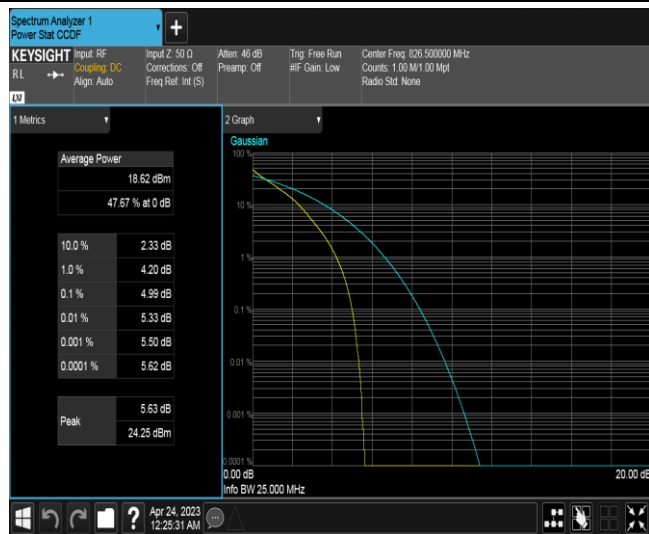 Spectrum Analyzer 1
Power Stat CCDF
+
KEYSIGHT
RL
LXI
Input: RF
Coupling: DC
Align: Auto
Input Z: 50 Ω
Corrections: Off
Freq Ref: Int (S)
Atten: 46 dB
Preamp: Off
Trig: Free Run
#IF Gain: Low
Center Freq: 826.500000 MHz
Counts: 1.00 M/1.00 Mpt
Radio Std: None
1 Metrics
Average Power
18.62 dBm
47.67 % at 0 dB
10.0 % 2.33 dB
1.0 % 4.20 dB
0.1 % 4.99 dB
0.01 % 5.33 dB
0.001 % 5.50 dB
0.0001 % 5.62 dB
Peak
5.63 dB
24.25 dBm
2 Graph
Gaussian
100 %
10 %
1 %
0.1 %
0.01 %
0.001 %
0.0001 %
0.00 dB 20.00 dB
Info BW 25.000 MHz
?
Apr 24, 2023
12:25:31 AM